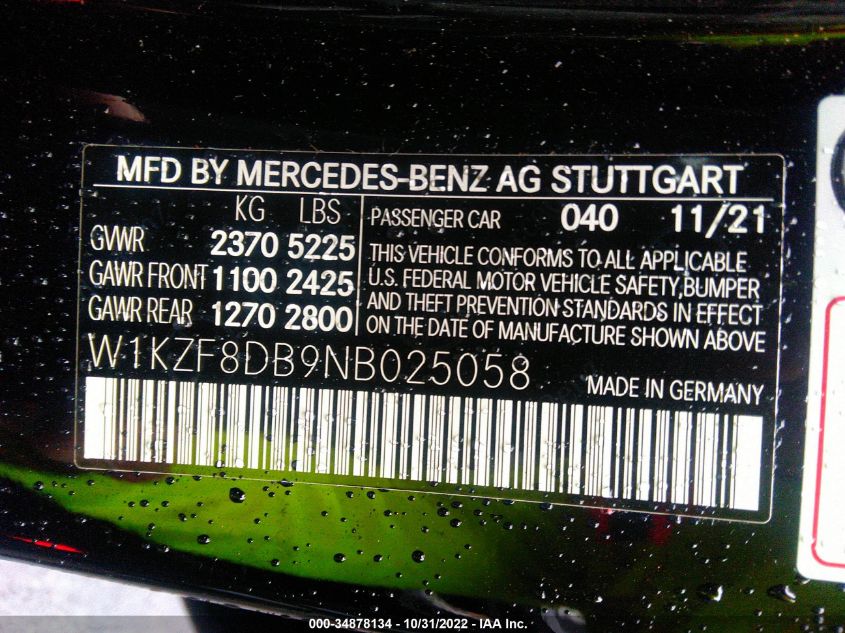 MFD BY MERCEDES-BENZ AG STUTTGART
KG LBS
GVWR 2370 5225
GAWR FRONT 1100 2425
GAWR REAR 1270 2800
PASSENGER CAR 040 11/21
THIS VEHICLE CONFORMS TO ALL APPLICABLE
U.S. FEDERAL MOTOR VEHICLE SAFETY, BUMPER
AND THEFT PREVENTION STANDARDS IN EFFECT
ON THE DATE OF MANUFACTURE SHOWN ABOVE
W1KZF8DB9NB025058
MADE IN GERMANY
000-34878134 - 10/31/2022 - IAA Inc.